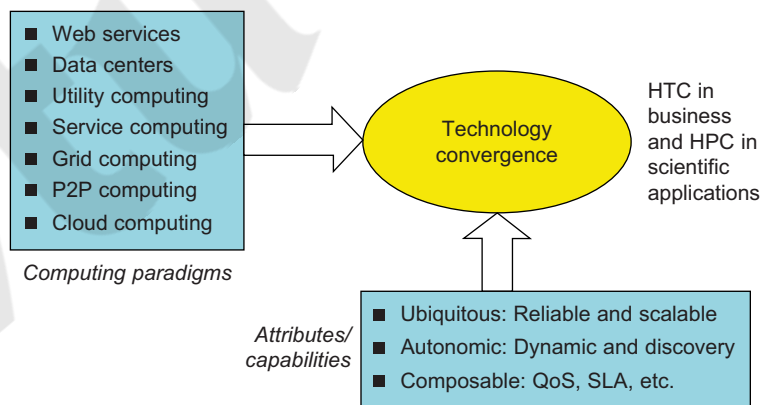 Web services
Data centers
Utility computing
Service computing
Grid computing
P2P computing
Cloud computing
Computing paradigms
Technology
convergence
HTC in
business
and HPC in
scientific
applications
Attributes/
capabilities
Ubiquitous: Reliable and scalable
Autonomic: Dynamic and discovery
Composable: QoS, SLA, etc.